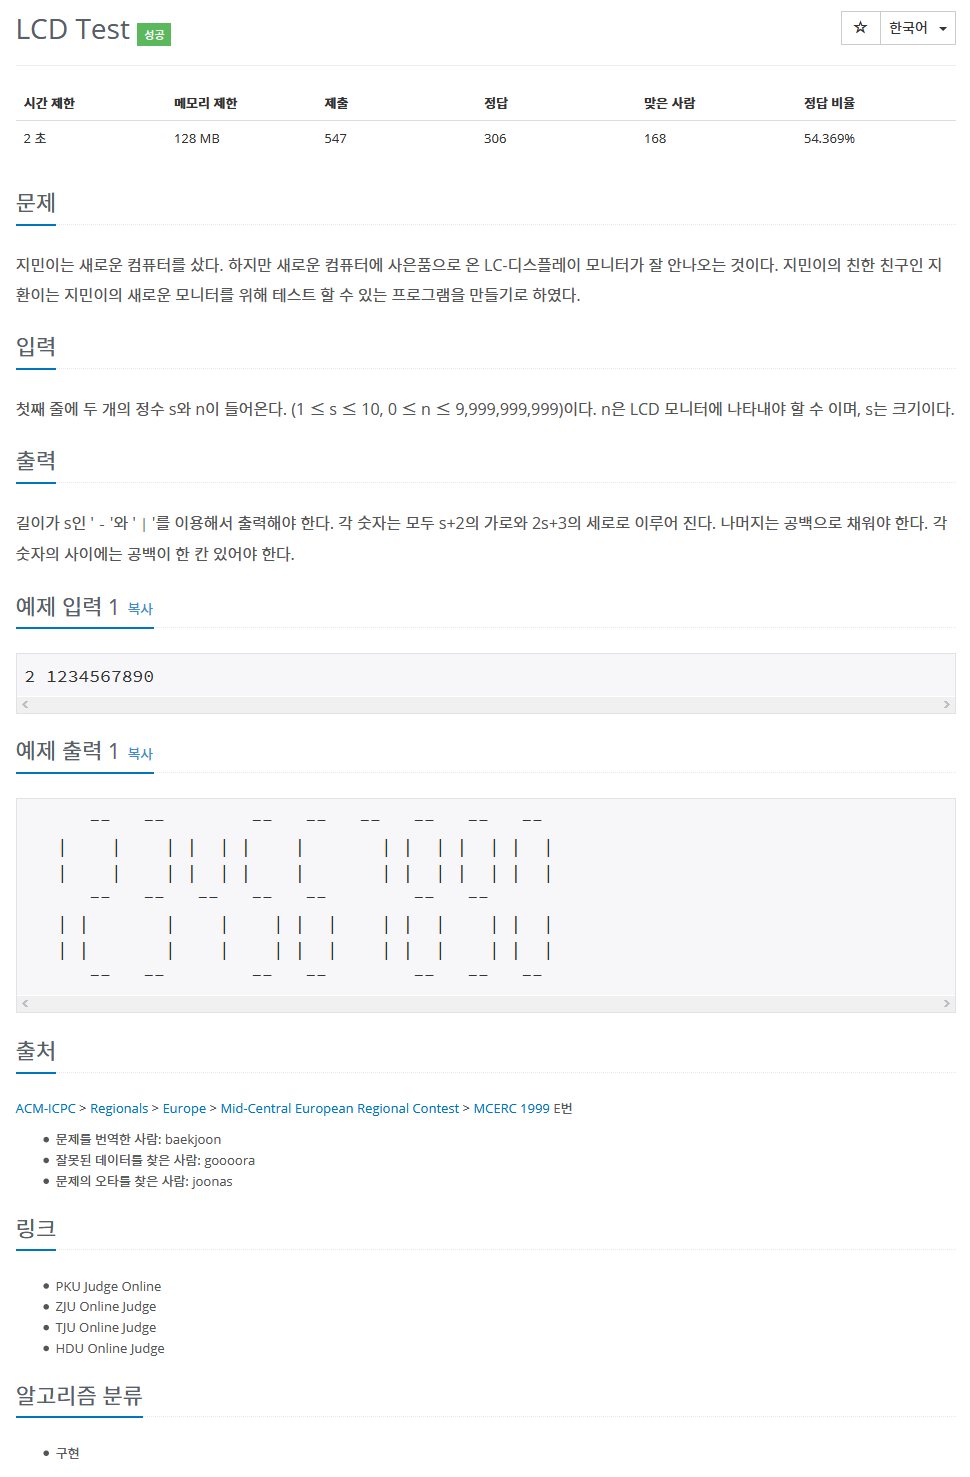 LCD Test 성공
☆ 한국어
시간 제한 메모리 제한 제출 정답 맞은 사람 정답 비율
2 초 128 MB 547 306 168 54.369%
문제
지민이는 새로운 컴퓨터를 샀다. 하지만 새로운 컴퓨터에 사은품으로 온 LC-디스플레이 모니터가 잘 안나오는 것이다. 지민이의 친한 친구인 지
환이는 지민이의 새로운 모니터를 위해 테스트 할 수 있는 프로그램을 만들기로 하였다.
입력
첫째 줄에 두 개의 정수 s와 n이 들어온다. (1 ≤ s ≤ 10, 0 ≤ n ≤ 9,999,999,999)이다. n은 LCD 모니터에 나타내야 할 수 이며, s는 크기이다.
출력
길이가 s인 ' - '와 ' | '를 이용해서 출력해야 한다. 각 숫자는 모두 s+2의 가로와 2s+3의 세로로 이루어 진다. 나머지는 공백으로 채워야 한다. 각
숫자의 사이에는 공백이 한 칸 있어야 한다.
예제 입력 1 복사
2 1234567890
예제 출력 1 복사
      --   --        --   --   --   --   --   --
   |    |    | |  | |    |       | |  | |  | |  |
   |    |    | |  | |    |       | |  | |  | |  |
      --   --   --   --   --        --   --
   | |       |    |    | |  |    | |  |    | |  |
   | |       |    |    | |  |    | |  |    | |  |
      --   --        --   --        --   --   --
출처
ACM-ICPC > Regionals > Europe > Mid-Central European Regional Contest > MCERC 1999 E번
• 문제를 번역한 사람: baekjoon
• 잘못된 데이터를 찾은 사람: goooora
• 문제의 오타를 찾은 사람: joonas
링크
• PKU Judge Online
• ZJU Online Judge
• TJU Online Judge
• HDU Online Judge
알고리즘 분류
• 구현